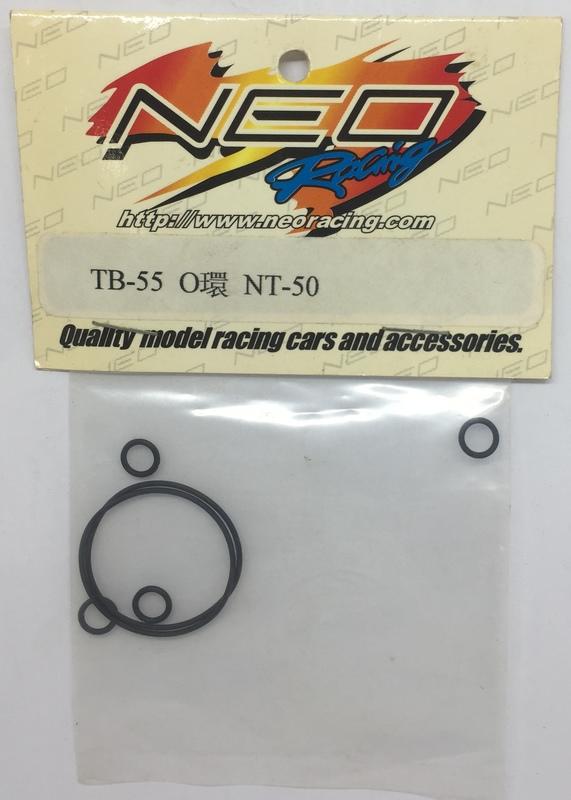 NEO
Racing
http://www.neoracing.com
TB-55 O環 NT-50
Quality model racing cars and accessories.